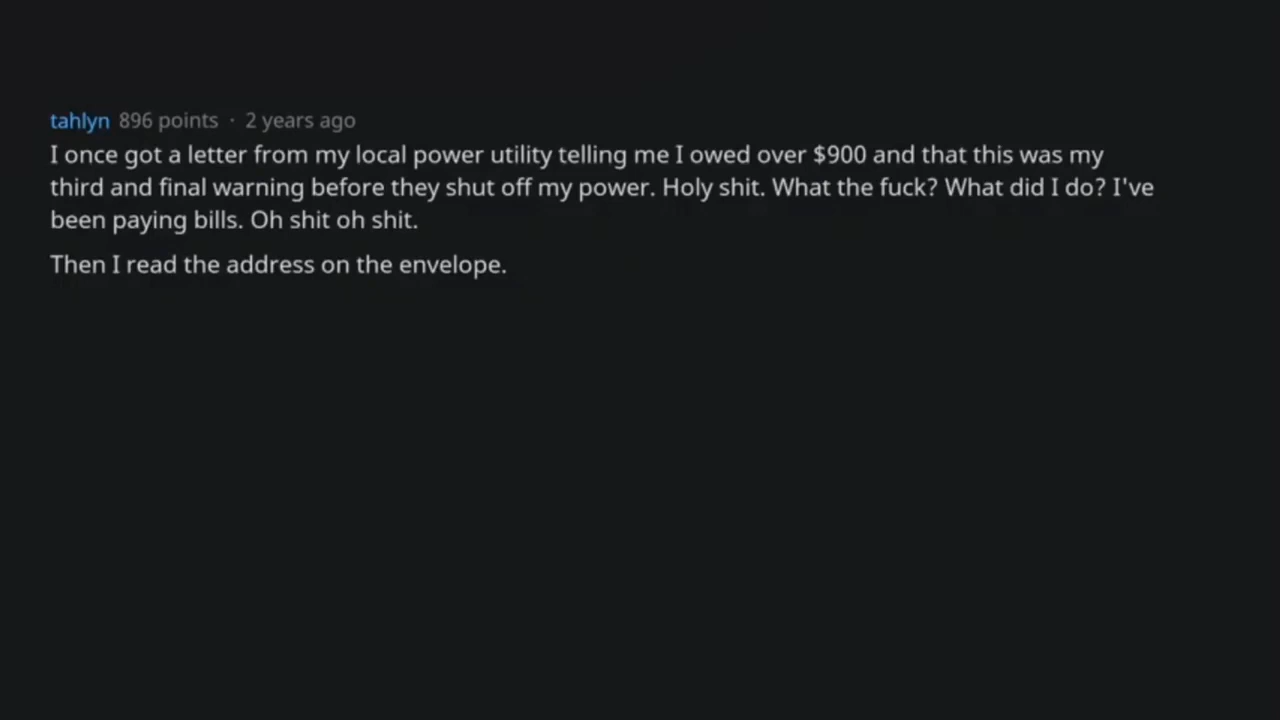 tahlyn 896 points · 2 years ago
I once got a letter from my local power utility telling me I owed over $900 and that this was my
third and final warning before they shut off my power. Holy shit. What the fuck? What did I do? I've
been paying bills. Oh shit oh shit.
Then I read the address on the envelope.